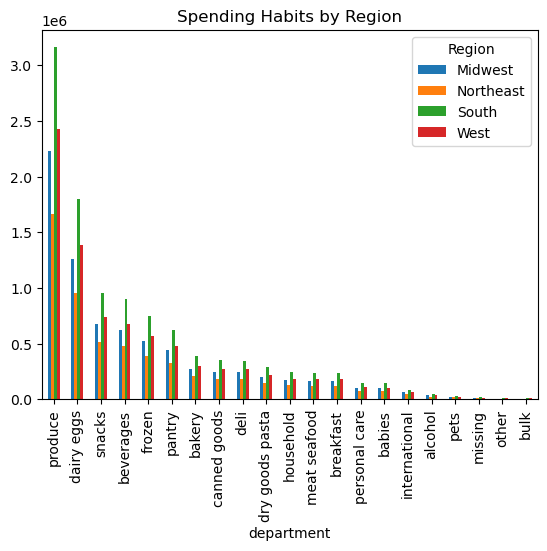 Spending Habits by Region
1e6
Region
Midwest
Northeast
South
West
3.0
2.5
2.0
1.5
1.0
0.5
0.0
produce
dairy eggs
snacks
beverages
frozen
pantry
bakery
canned goods
deli
dry goods pasta
household
meat seafood
breakfast
personal care
babies
international
alcohol
pets
missing
other
bulk
department